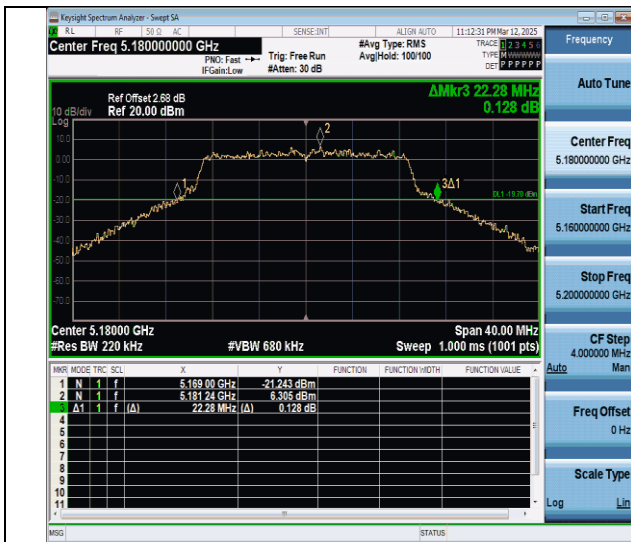 Keysight Spectrum Analyzer - Swept SA
RL RF 50 Ω AC SENSE:INT ALIGN AUTO 11:12:31 PM Mar 12, 2025
Center Freq 5.180000000 GHz
PNO: Fast
IFGain:Low
Trig: Free Run
#Atten: 30 dB
#Avg Type: RMS
Avg|Hold: 100/100
TRACE 1 2 3 4 5 6
TYPE M WWWWW
DET P P P P P P
Frequency
Auto Tune
Center Freq
5.180000000 GHz
Start Freq
5.160000000 GHz
Stop Freq
5.200000000 GHz
CF Step
4.000000 MHz
Auto Man
Freq Offset
0 Hz
Scale Type
Log Lin
ΔMkr3 22.28 MHz
0.128 dB
Ref Offset 2.68 dB
10 dB/div Ref 20.00 dBm
Log
10.0
0.00
-10.0
-20.0
-30.0
-40.0
-50.0
-60.0
-70.0
1
2
3Δ1
DL1 -19.70 dBm
Center 5.18000 GHz Span 40.00 MHz
#Res BW 220 kHz #VBW 680 kHz Sweep 1.000 ms (1001 pts)
MKR MODE TRC SCL X Y FUNCTION FUNCTION WIDTH FUNCTION VALUE
1 N 1 f 5.169 00 GHz -21.243 dBm
2 N 1 f 5.181 24 GHz 6.305 dBm
3 Δ1 1 f (Δ) 22.28 MHz (Δ) 0.128 dB
4
5
6
7
8
9
10
11
MSG STATUS